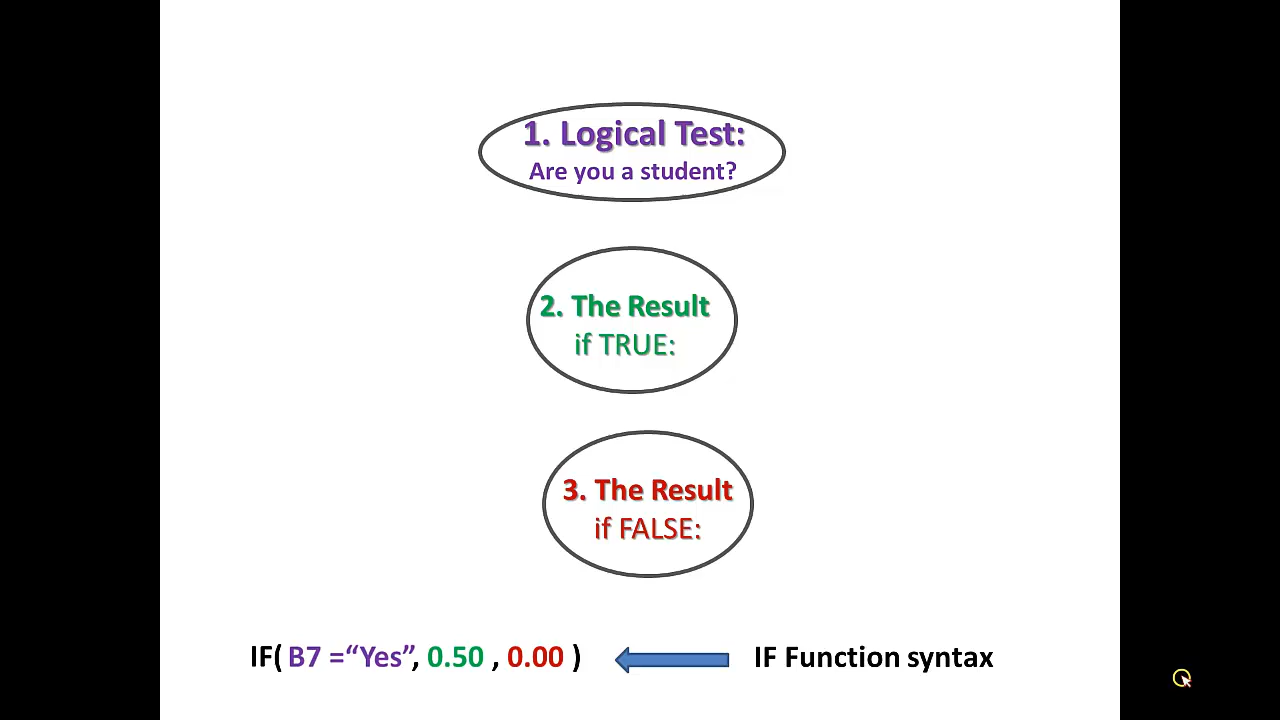 1. Logical Test:
Are you a student?
2. The Result
if TRUE:
3. The Result
if FALSE:
IF( B7 =“Yes”, 0.50 , 0.00 ) IF Function syntax